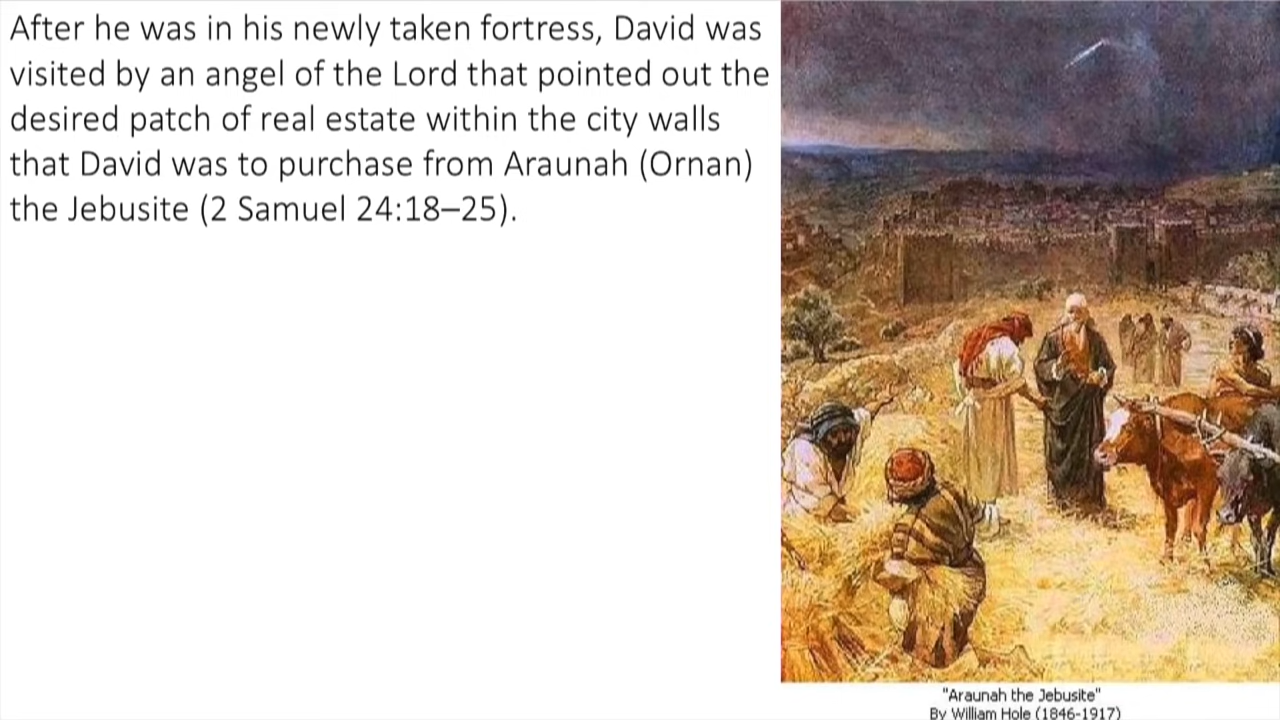 After he was in his newly taken fortress, David was
visited by an angel of the Lord that pointed out the
desired patch of real estate within the city walls
that David was to purchase from Araunah (Ornan)
the Jebusite (2 Samuel 24:18–25).
"Araunah the Jebusite"
By William Hole (1846-1917)